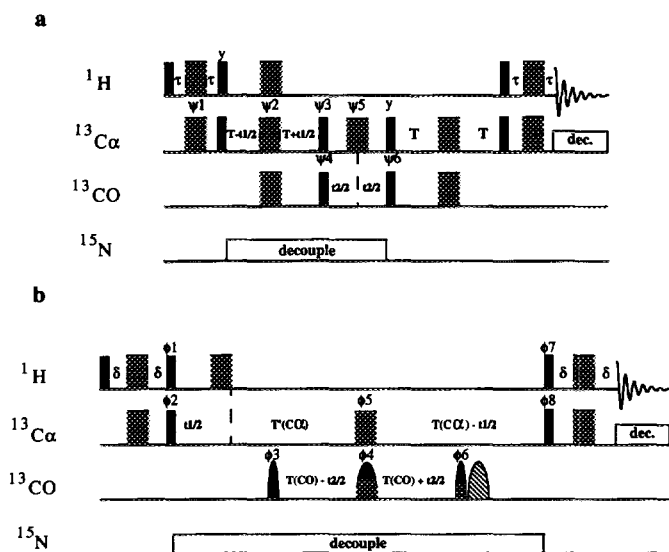 a
y
¹H
τ τ τ τ
ψ1 ψ2 ψ3 ψ5 y
¹³Cα
T-t1/2 T+t1/2 T T
dec.
ψ4 ψ6
¹³CO
t2/2 t2/2
¹⁵N
decouple
b
ϕ1 ϕ7
¹H
δ δ δ δ
ϕ2 ϕ5 ϕ8
¹³Cα
t1/2 T'(Cα) T(Cα) - t1/2
dec.
ϕ3 ϕ4 ϕ6
¹³CO
T(CO) - t2/2 T(CO) + t2/2
¹⁵N
decouple